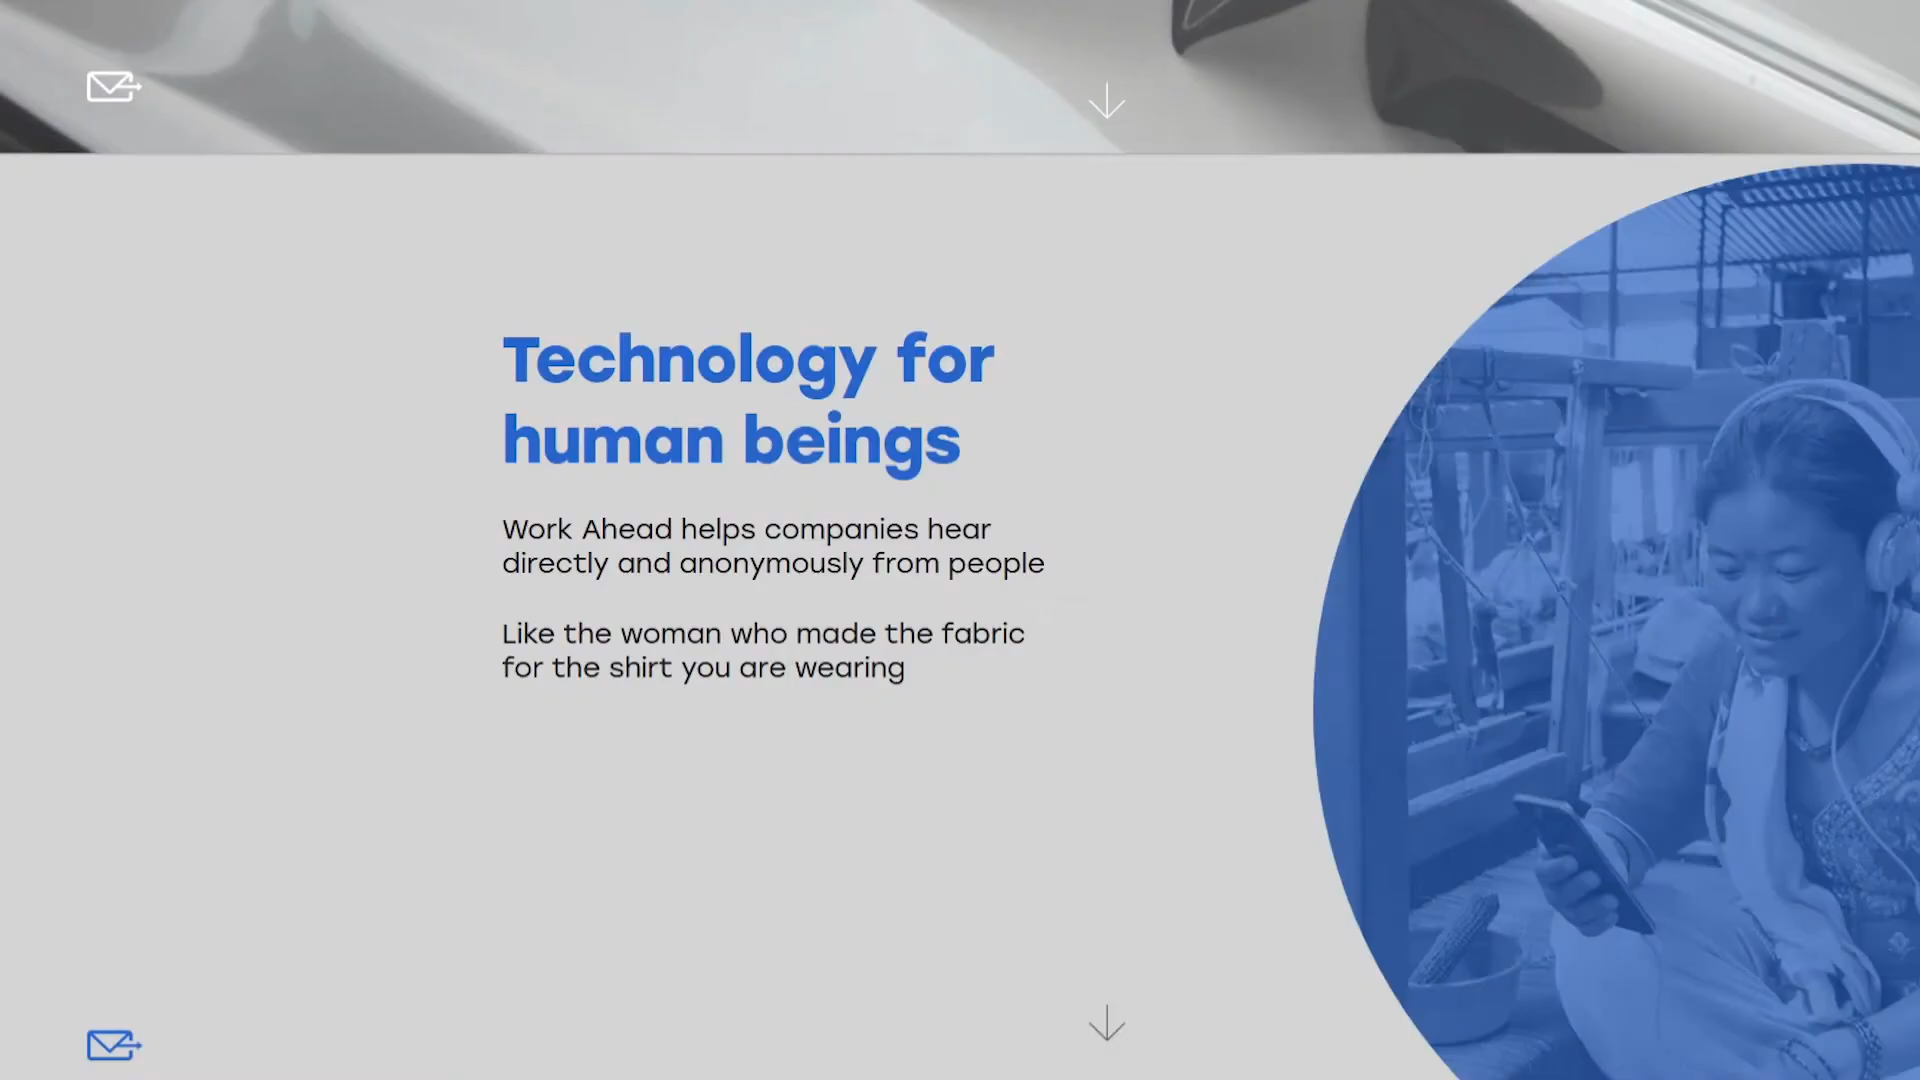 Technology for
human beings
Work Ahead helps companies hear
directly and anonymously from people
Like the woman who made the fabric
for the shirt you are wearing